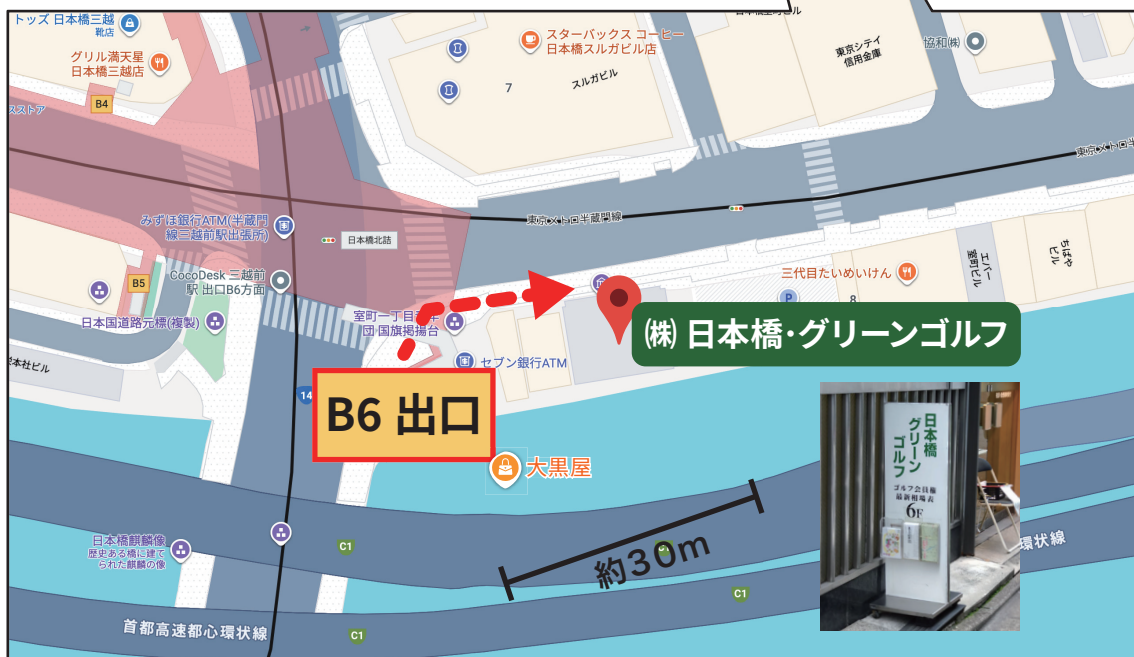 トッズ 日本橋三越
靴店
グリル満天星
日本橋三越店
B4
スストア
スターバックス コーヒー
日本橋スルガビル店
7
スルガビル
東京シティ
信用金庫
協和(株)
東京メトロ半
みずほ銀行ATM(半蔵門
線三越前駅出張所)
日本橋北詰
東京メトロ半蔵門線
CocoDesk 三越前
駅 出口B6方面
B5
日本国道路元標(複製)
室町一丁目
団 国旗掲揚台
三代目たいめいけん
P
8
エバー
室町ビル
ちばや
ビル
(株) 日本橋・グリーンゴルフ
本社ビル
セブン銀行ATM
14
B6 出口
大黒屋
日本橋
グリーン
ゴルフ
ゴルフ会員権
最新相場表
6F
日本橋麒麟像
歴史ある橋に建て
られた麒麟の像
C1
約30m
C1
環状線
C1
首都高速都心環状線
C1